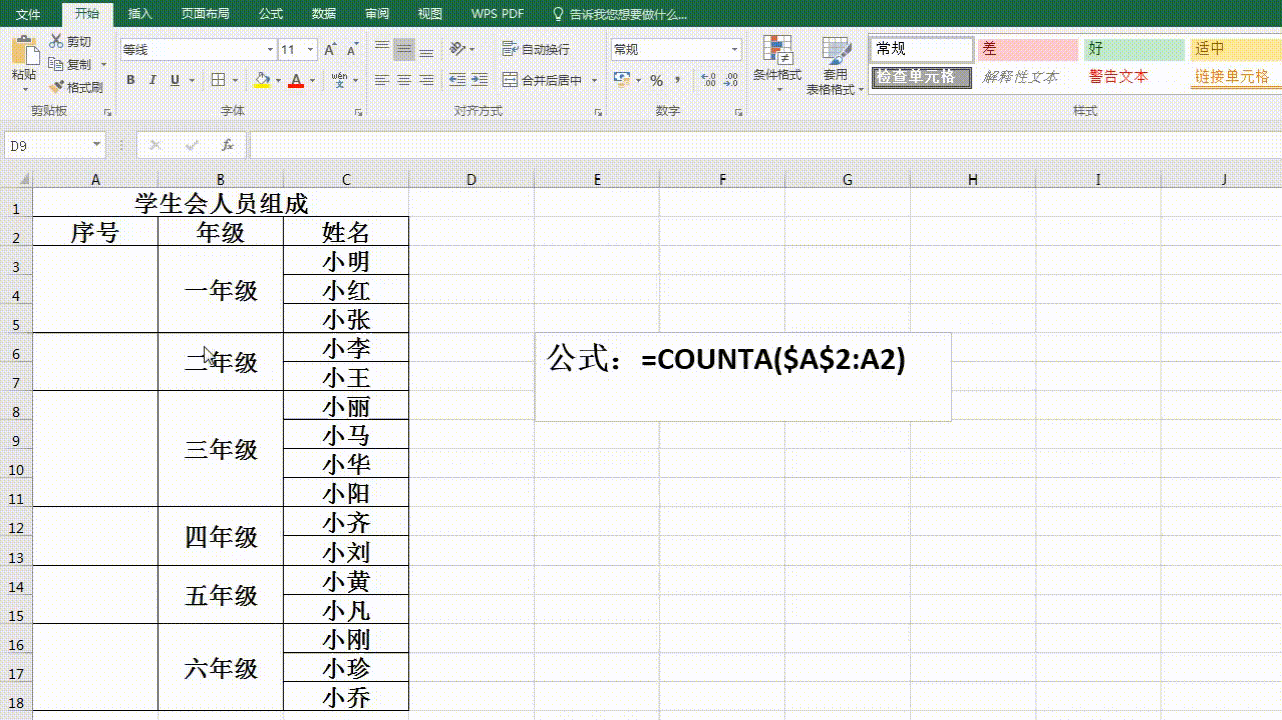 文件 开始 插入 页面布局 公式 数据 审阅 视图 WPS PDF 告诉我您想要做什么...
剪切
复制
格式刷
粘贴
剪贴板
等线 11 A A
B I U A wén 文
字体
自动换行
合并后居中
对齐方式
常规
% , .0 .00 .00 .0
数字
条件格式
套用
表格格式
常规 差 好 适中
检查单元格 解释性文本 警告文本 链接单元格
样式
D9 fx
A B C D E F G H I J
1 学生会人员组成
2 序号 年级 姓名
3 小明
4 一年级 小红
5 小张
6 二年级 小李
7 小王
8 小丽
9 三年级 小马
10 小华
11 小阳
12 四年级 小齐
13 小刘
14 五年级 小黄
15 小凡
16 小刚
17 六年级 小珍
18 小乔
公式：=COUNTA($A$2:A2)